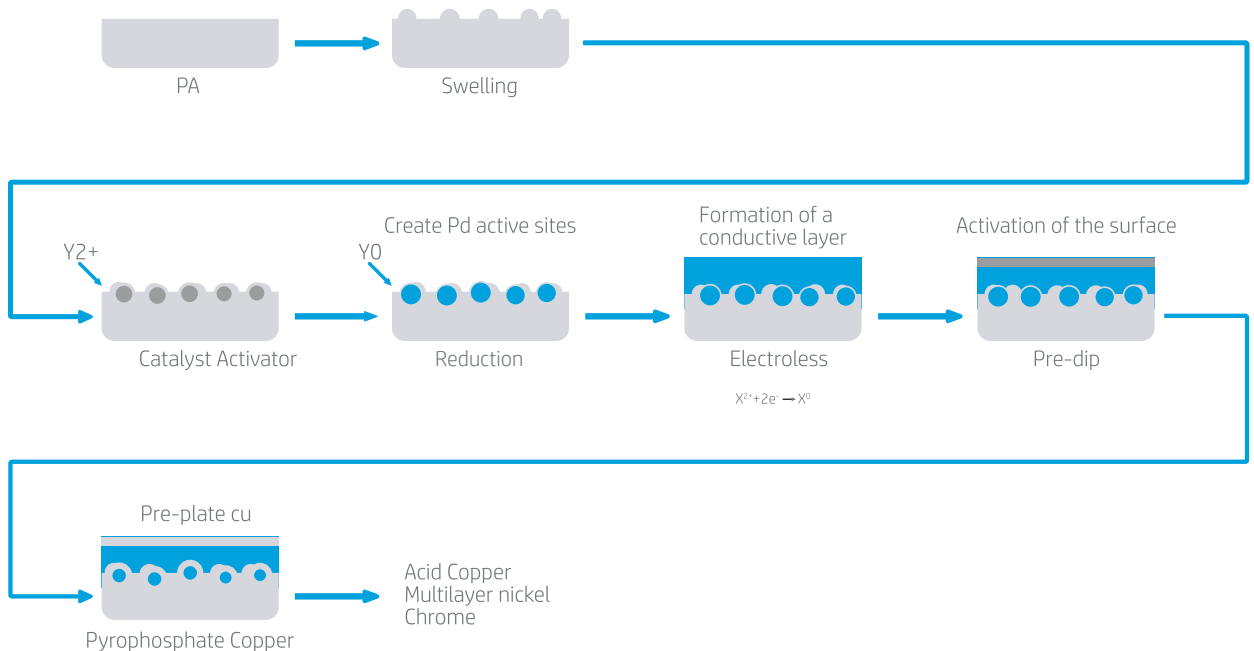 PA
Swelling
Y2+
Catalyst Activator
Create Pd active sites
Y0
Reduction
Formation of a
conductive layer
Electroless
X²⁺+2e⁻ → X⁰
Activation of the surface
Pre-dip
Pre-plate cu
Pyrophosphate Copper
Acid Copper
Multilayer nickel
Chrome